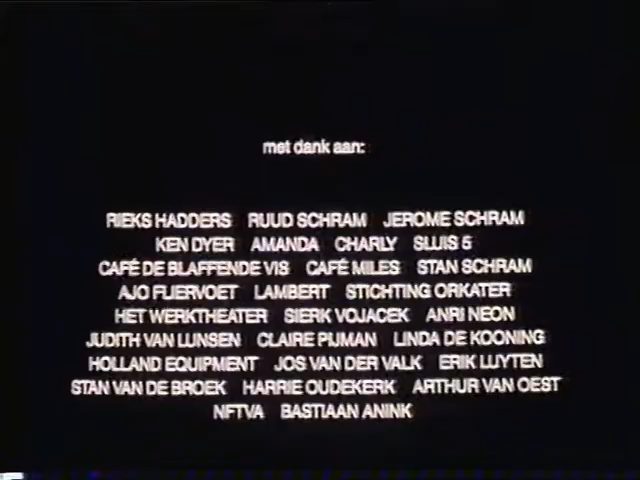 met dank aan:
RIEKS HADDERS RUUD SCHRAM JEROME SCHRAM
KEN DYER AMANDA CHARLY SLUIS 5
CAFÉ DE BLAFFENDE VIS CAFÉ MILES STAN SCHRAM
AJO FLIERVOET LAMBERT STICHTING ORKATER
HET WERKTHEATER SIERK VOJACEK ANRI NEON
JUDITH VAN LUNSEN CLAIRE PIJMAN LINDA DE KOONING
HOLLAND EQUIPMENT JOS VAN DER VALK ERIK LUYTEN
STAN VAN DE BROEK HARRIE OUDEKERK ARTHUR VAN OEST
NFTVA BASTIAAN ANINK